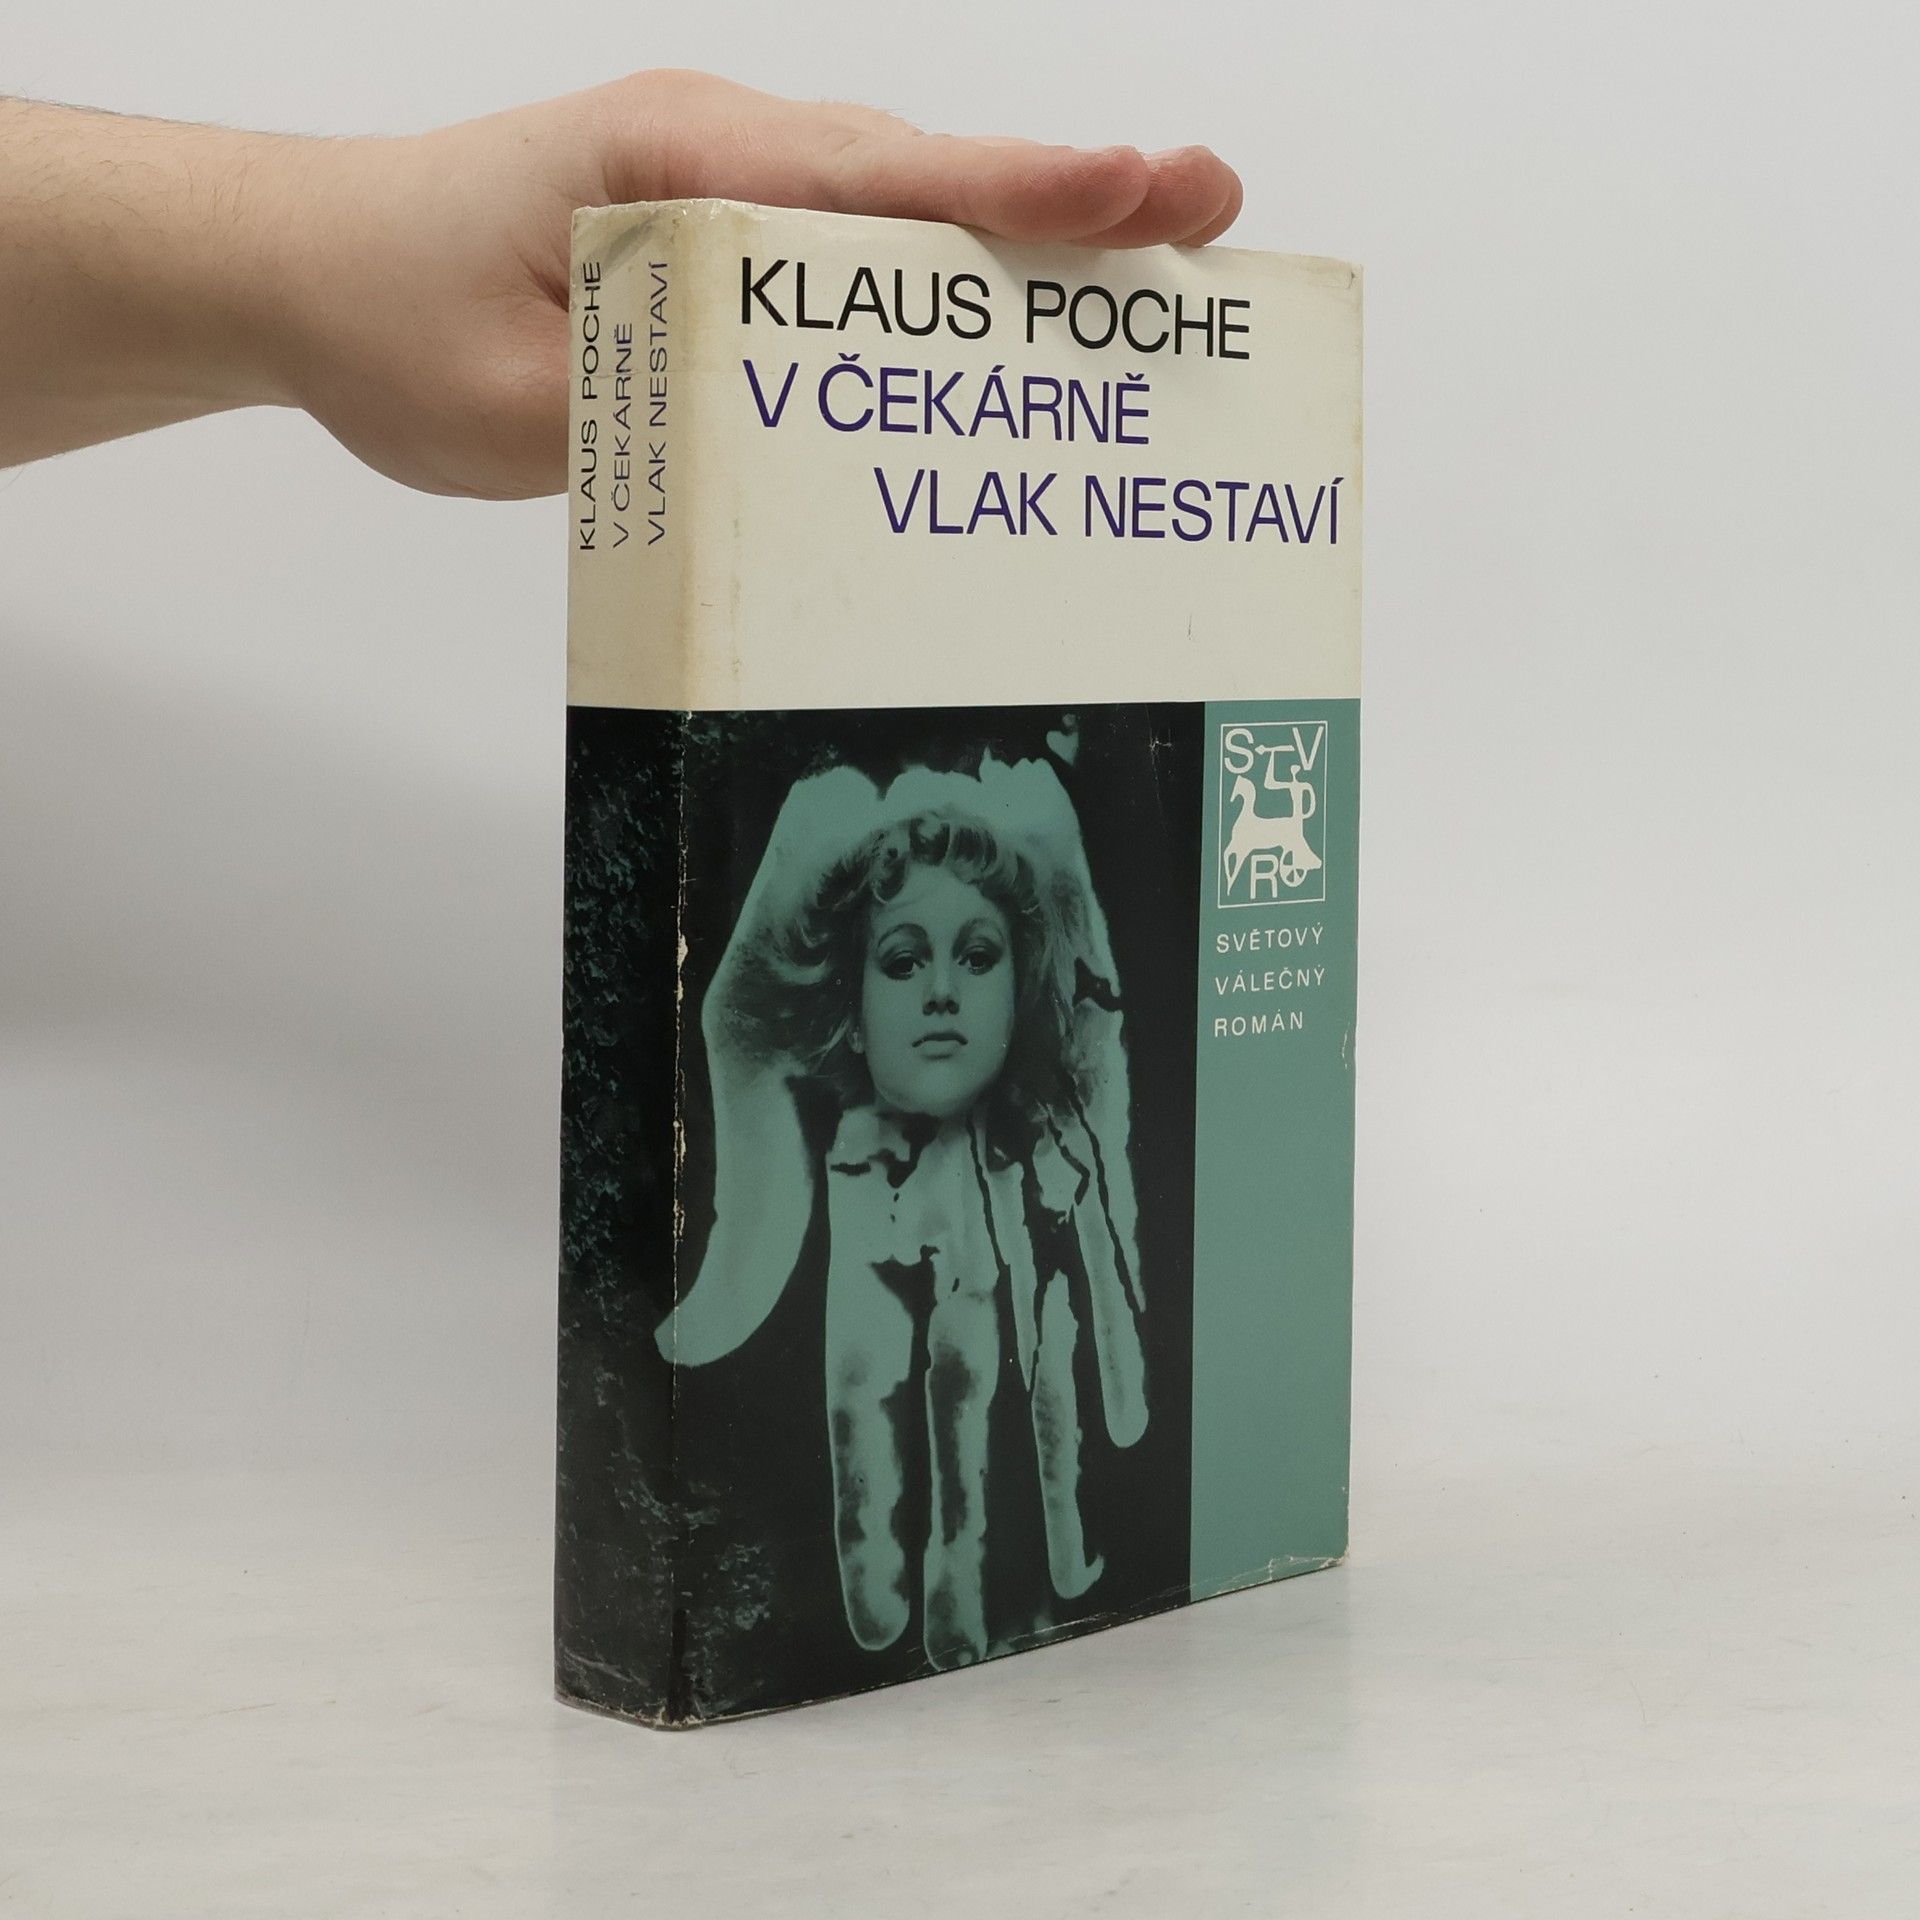 KLAUS POCHE
V ČEKÁRNĚ
VLAK NESTAVÍ
KLAUS POCHE
V ČEKÁRNĚ
VLAK NESTAVÍ
S V
R
SVĚTOVÝ
VÁLEČNÝ
ROMÁN